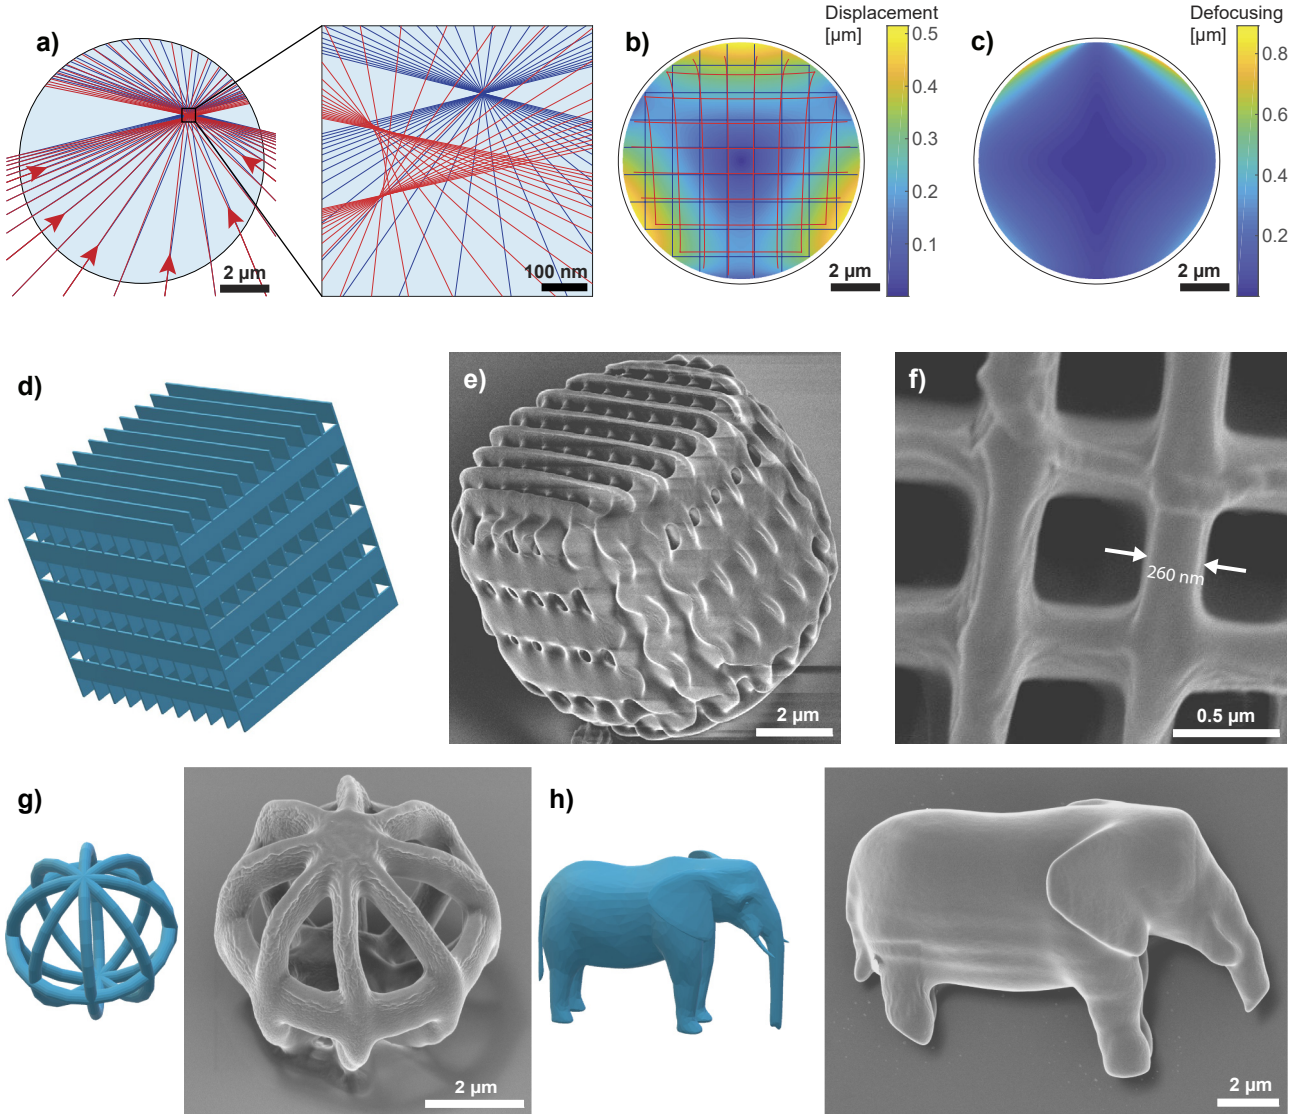 a)
2 µm
100 nm
b)
Displacement
[µm]
0.5
0.4
0.3
0.2
0.1
2 µm
c)
Defocusing
[µm]
0.8
0.6
0.4
0.2
2 µm
d)
e)
2 µm
f)
260 nm
0.5 µm
g)
2 µm
h)
2 µm